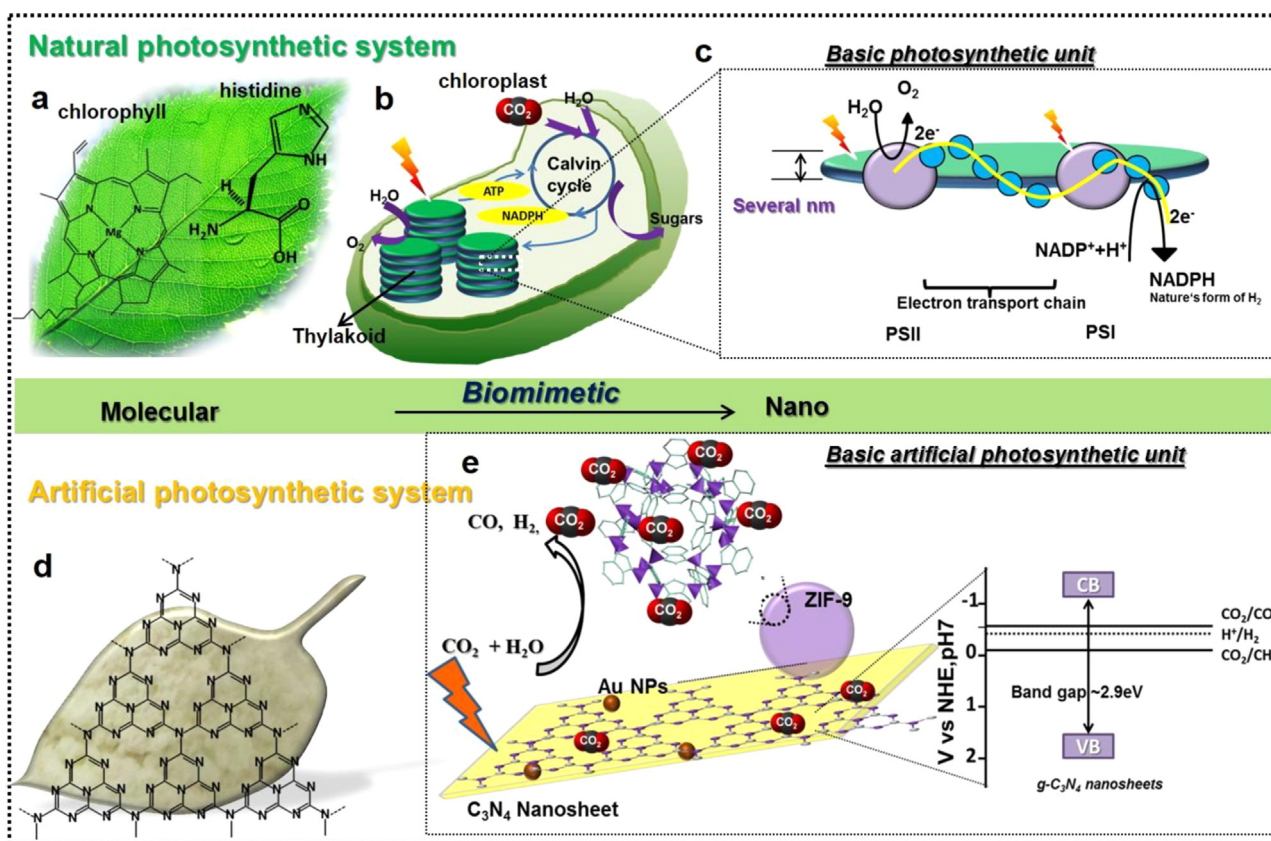 Natural photosynthetic system
a
chlorophyll
histidine
N
NH
H
H₂N
O
OH
N
N
Mg
N
N
b
chloroplast
CO₂
H₂O
Calvin
cycle
ATP
NADPH
H₂O
O₂
Sugars
Thylakoid
c
Basic photosynthetic unit
H₂O
O₂
2e⁻
Several nm
2e⁻
NADP⁺+H⁺
NADPH
Nature's form of H₂
Electron transport chain
PSII
PSI
Molecular
Biomimetic
Nano
Artificial photosynthetic system
d
e
Basic artificial photosynthetic unit
CO₂
CO₂
CO₂
CO₂
CO₂
CO₂
CO, H₂,
CO₂ + H₂O
ZIF-9
Au NPs
CO₂
CO₂
CO₂
C₃N₄ Nanosheet
V vs NHE,pH7
-1
0
1
2
CB
CO₂/CO
H⁺/H₂
CO₂/CH
Band gap ~2.9eV
VB
g-C₃N₄ nanosheets